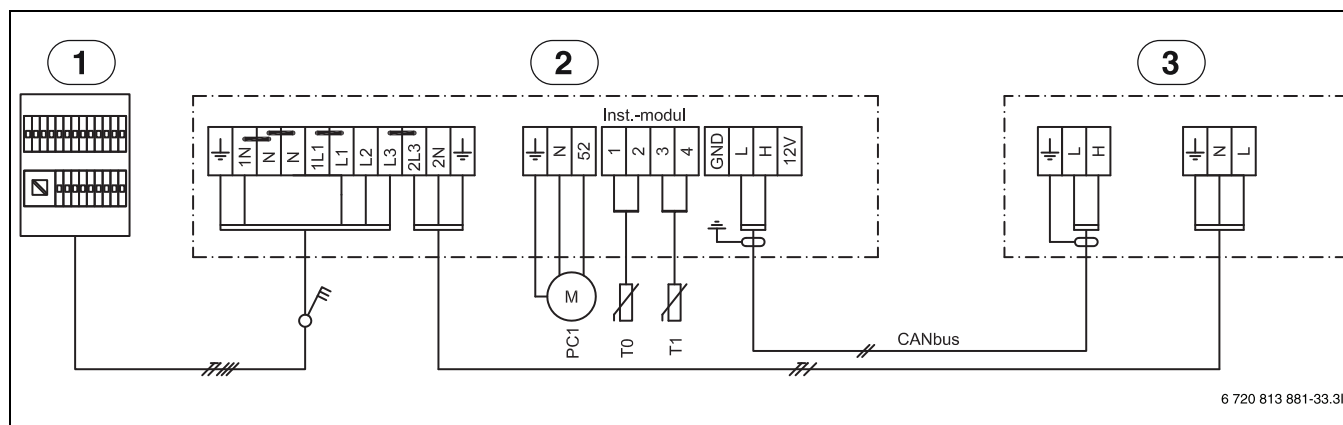 1
2
3
Inst.-modul
1N N N 1L1 L1 L2 L3 2L3 2N
N 52
1 2 3 4
GND L H 12V
L H
N L
M
PC1
T0
T1
CANbus
6 720 813 881-33.3I